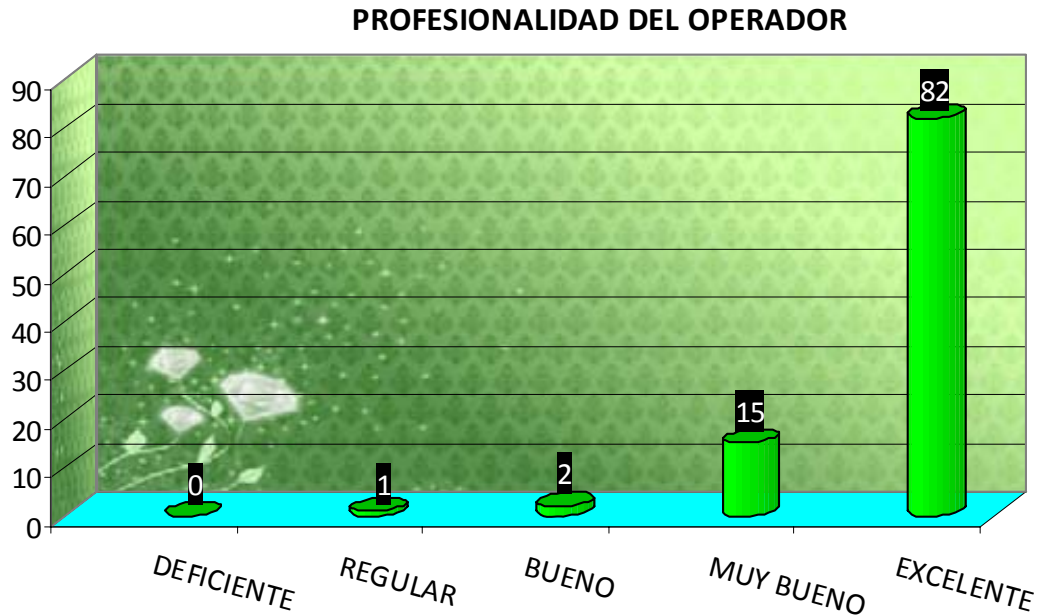 PROFESIONALIDAD DEL OPERADOR
90
80
70
60
50
40
30
20
10
0
0
1
2
15
82
DEFICIENTE
REGULAR
BUENO
MUY BUENO
EXCELENTE